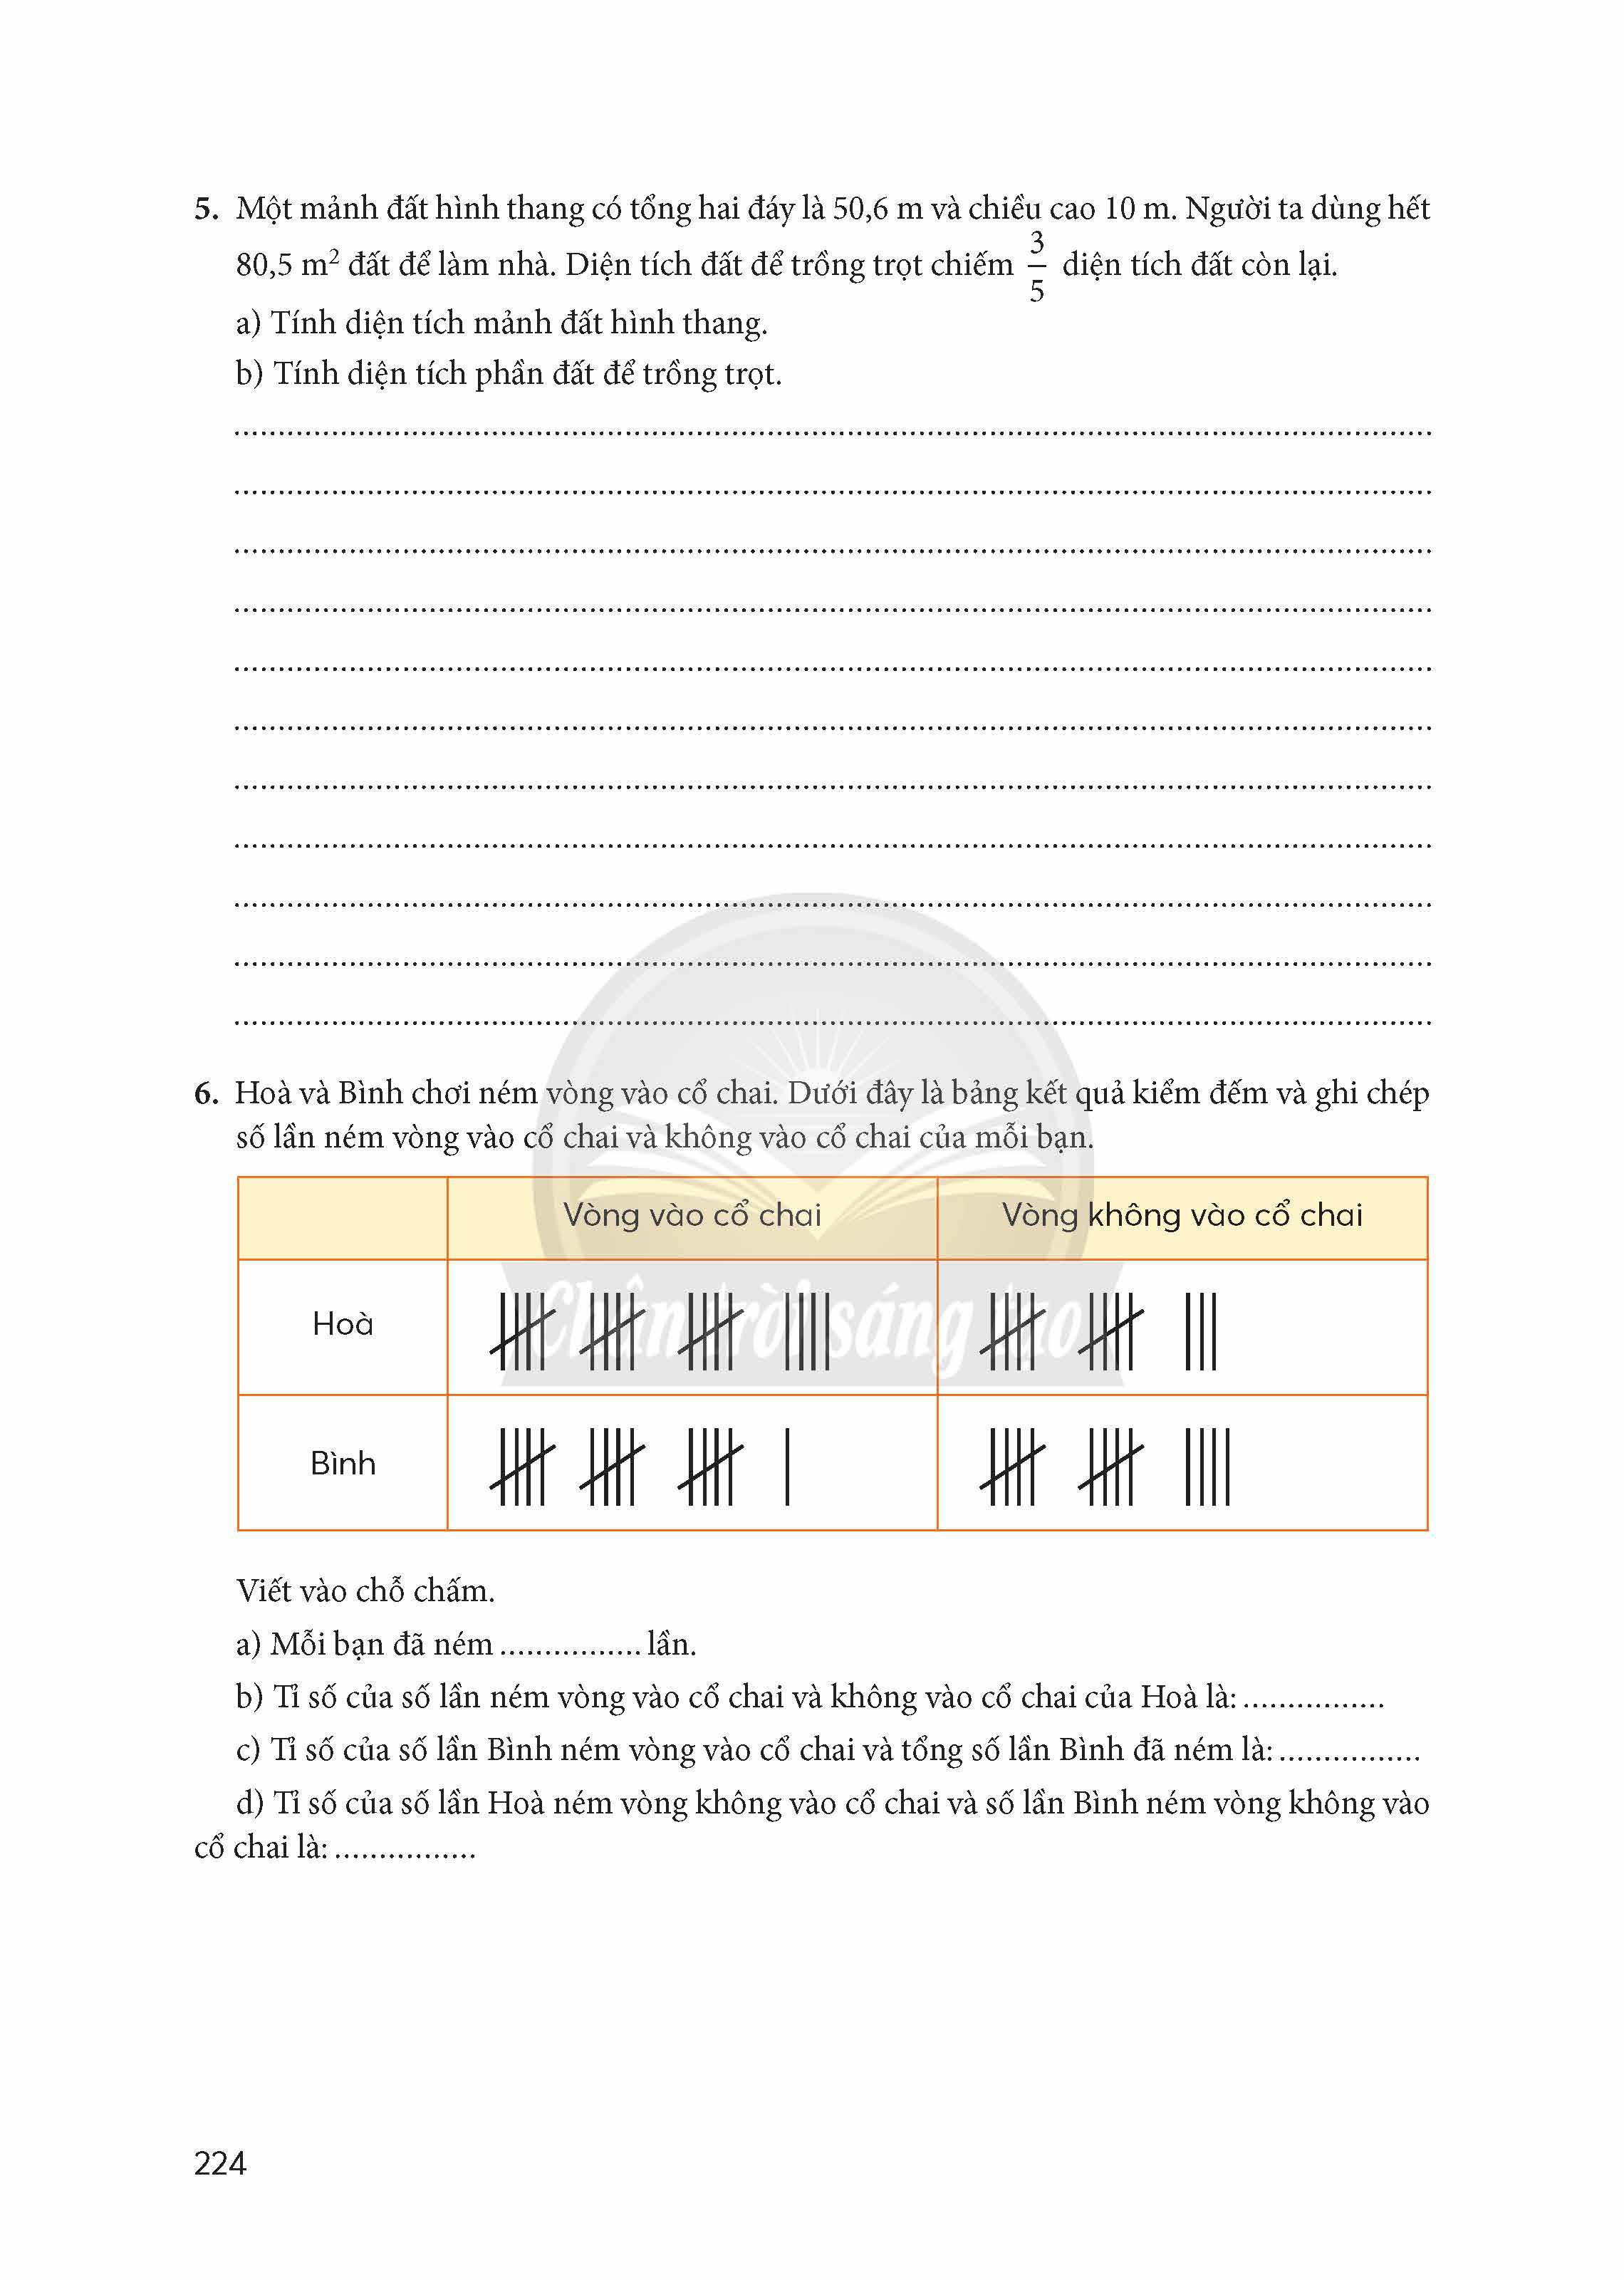 5. Một mảnh đất hình thang có tổng hai đáy là 50,6 m và chiều cao 10 m. Người ta dùng hết
80,5 m² đất để làm nhà. Diện tích đất để trồng trọt chiếm 3/5 diện tích đất còn lại.
a) Tính diện tích mảnh đất hình thang.
b) Tính diện tích phần đất để trồng trọt.
6. Hoà và Bình chơi ném vòng vào cổ chai. Dưới đây là bảng kết quả kiểm đếm và ghi chép
số lần ném vòng vào cổ chai và không vào cổ chai của mỗi bạn.
Vòng vào cổ chai Vòng không vào cổ chai
Hoà
Chân trời sáng tạo
Bình
Viết vào chỗ chấm.
a) Mỗi bạn đã ném ................ lần.
b) Tỉ số của số lần ném vòng vào cổ chai và không vào cổ chai của Hoà là: ................
c) Tỉ số của số lần Bình ném vòng vào cổ chai và tổng số lần Bình đã ném là: ................
d) Tỉ số của số lần Hoà ném vòng không vào cổ chai và số lần Bình ném vòng không vào
cổ chai là: ................
224